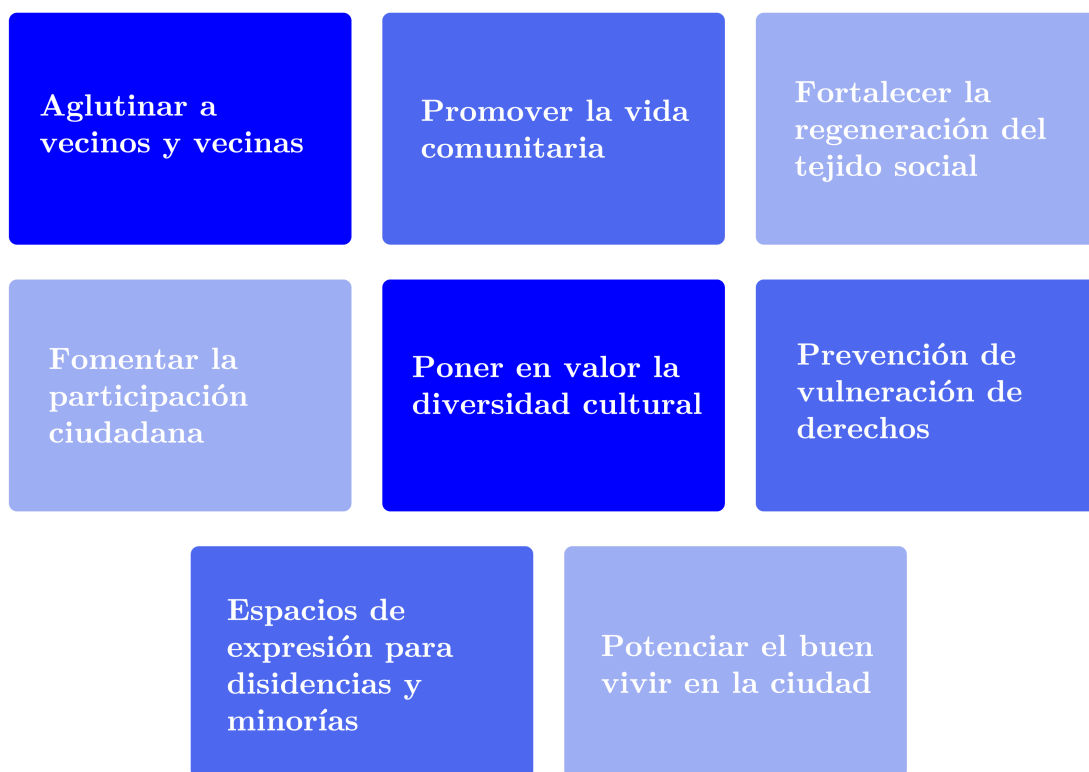 Aglutinar a
vecinos y vecinas
Promover la vida
comunitaria
Fortalecer la
regeneración del
tejido social
Fomentar la
participación
ciudadana
Poner en valor la
diversidad cultural
Prevención de
vulneración de
derechos
Espacios de
expresión para
disidencias y
minorías
Potenciar el buen
vivir en la ciudad